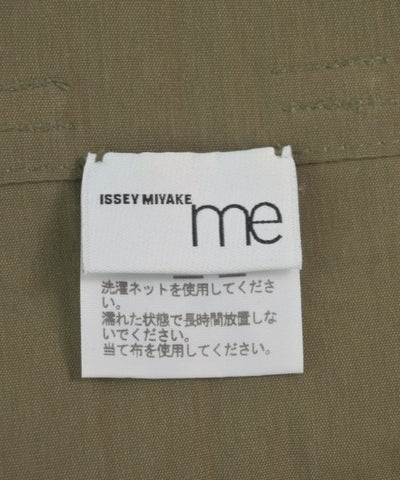 ISSEY MIYAKE me
洗濯ネットを使用してくださ
い。
濡れた状態で長時間放置しな
いでください。
当て布を使用してください。